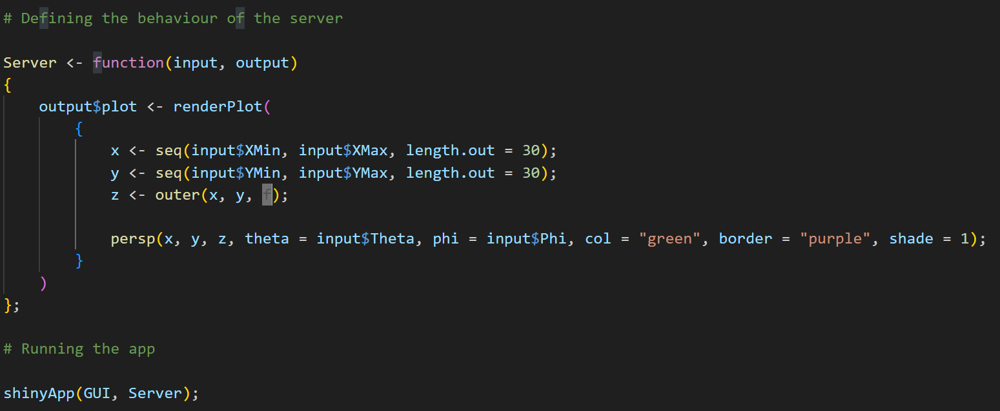 # Defining the behaviour of the server
Server <- function(input, output)
{
output$plot <- renderPlot(
{
x <- seq(input$XMin, input$XMax, length.out = 30);
y <- seq(input$YMin, input$YMax, length.out = 30);
z <- outer(x, y, f);
persp(x, y, z, theta = input$Theta, phi = input$Phi, col = "green", border = "purple", shade = 1);
}
)
};
# Running the app
shinyApp(GUI, Server);